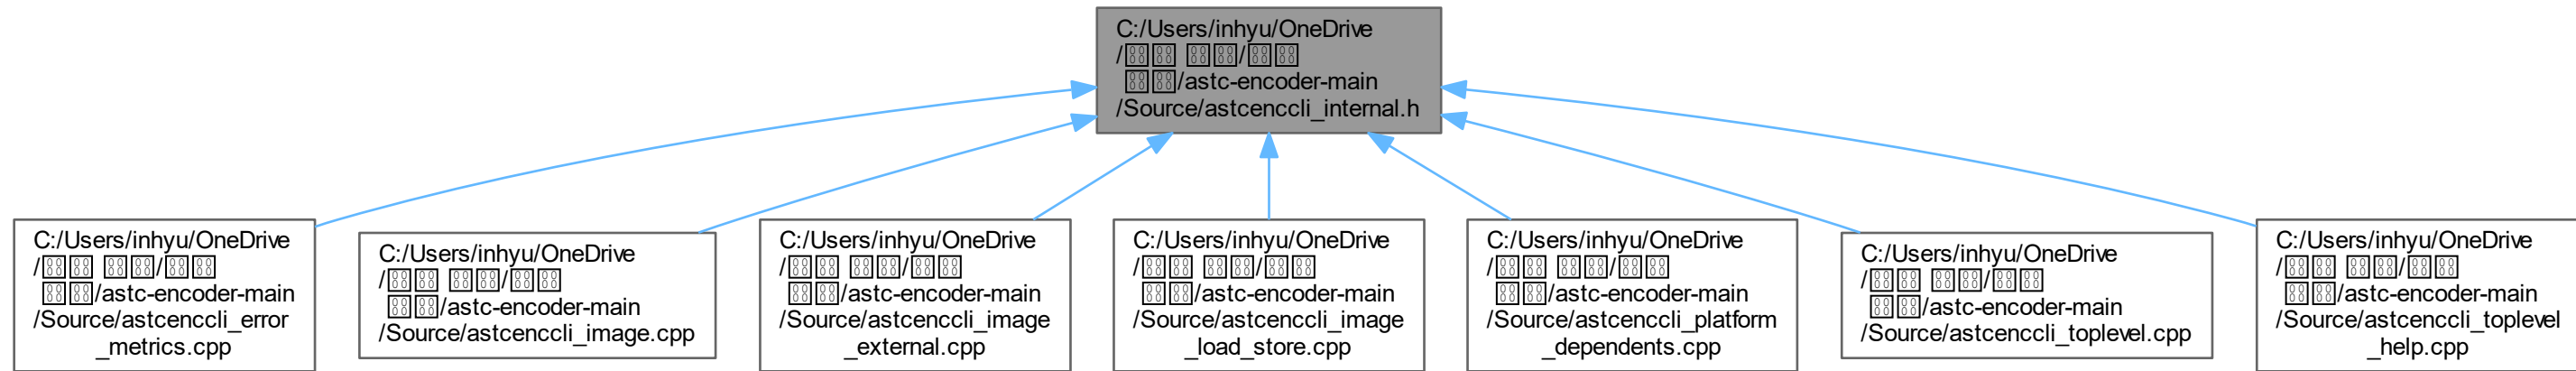 C:/Users/inhyu/OneDrive
/ /
/astc-encoder-main
/Source/astcenccli_internal.h
C:/Users/inhyu/OneDrive
/ /
/astc-encoder-main
/Source/astcenccli_error
_metrics.cpp
C:/Users/inhyu/OneDrive
/ /
/astc-encoder-main
/Source/astcenccli_image.cpp
C:/Users/inhyu/OneDrive
/ /
/astc-encoder-main
/Source/astcenccli_image
_external.cpp
C:/Users/inhyu/OneDrive
/ /
/astc-encoder-main
/Source/astcenccli_image
_load_store.cpp
C:/Users/inhyu/OneDrive
/ /
/astc-encoder-main
/Source/astcenccli_platform
_dependents.cpp
C:/Users/inhyu/OneDrive
/ /
/astc-encoder-main
/Source/astcenccli_toplevel.cpp
C:/Users/inhyu/OneDrive
/ /
/astc-encoder-main
/Source/astcenccli_toplevel
_help.cpp